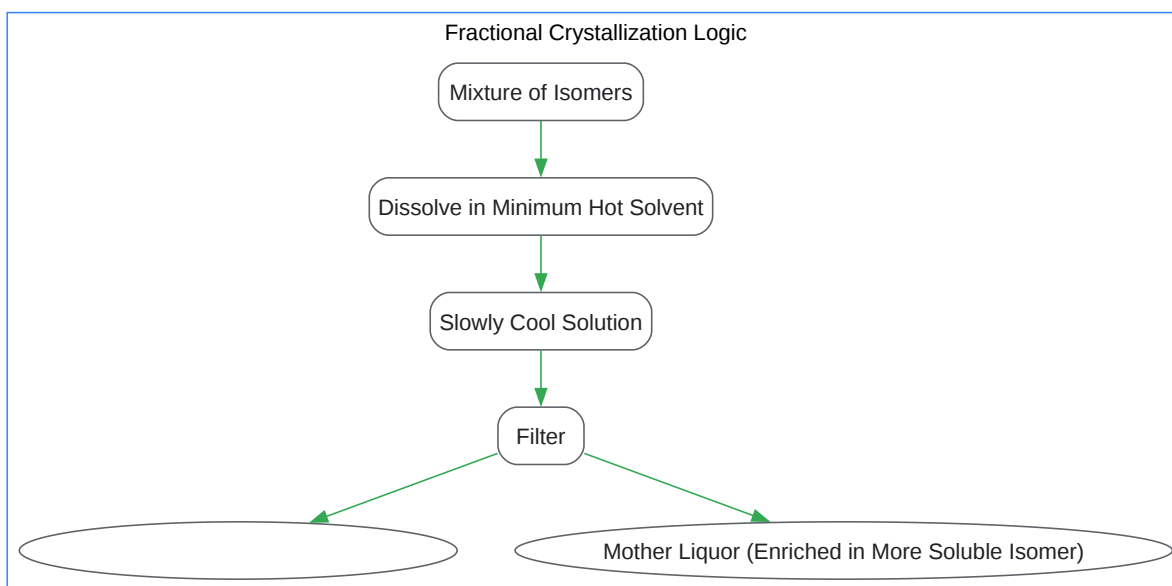 Fractional Crystallization Logic
Mixture of Isomers
Dissolve in Minimum Hot Solvent
Slowly Cool Solution
Filter
Mother Liquor (Enriched in More Soluble Isomer)